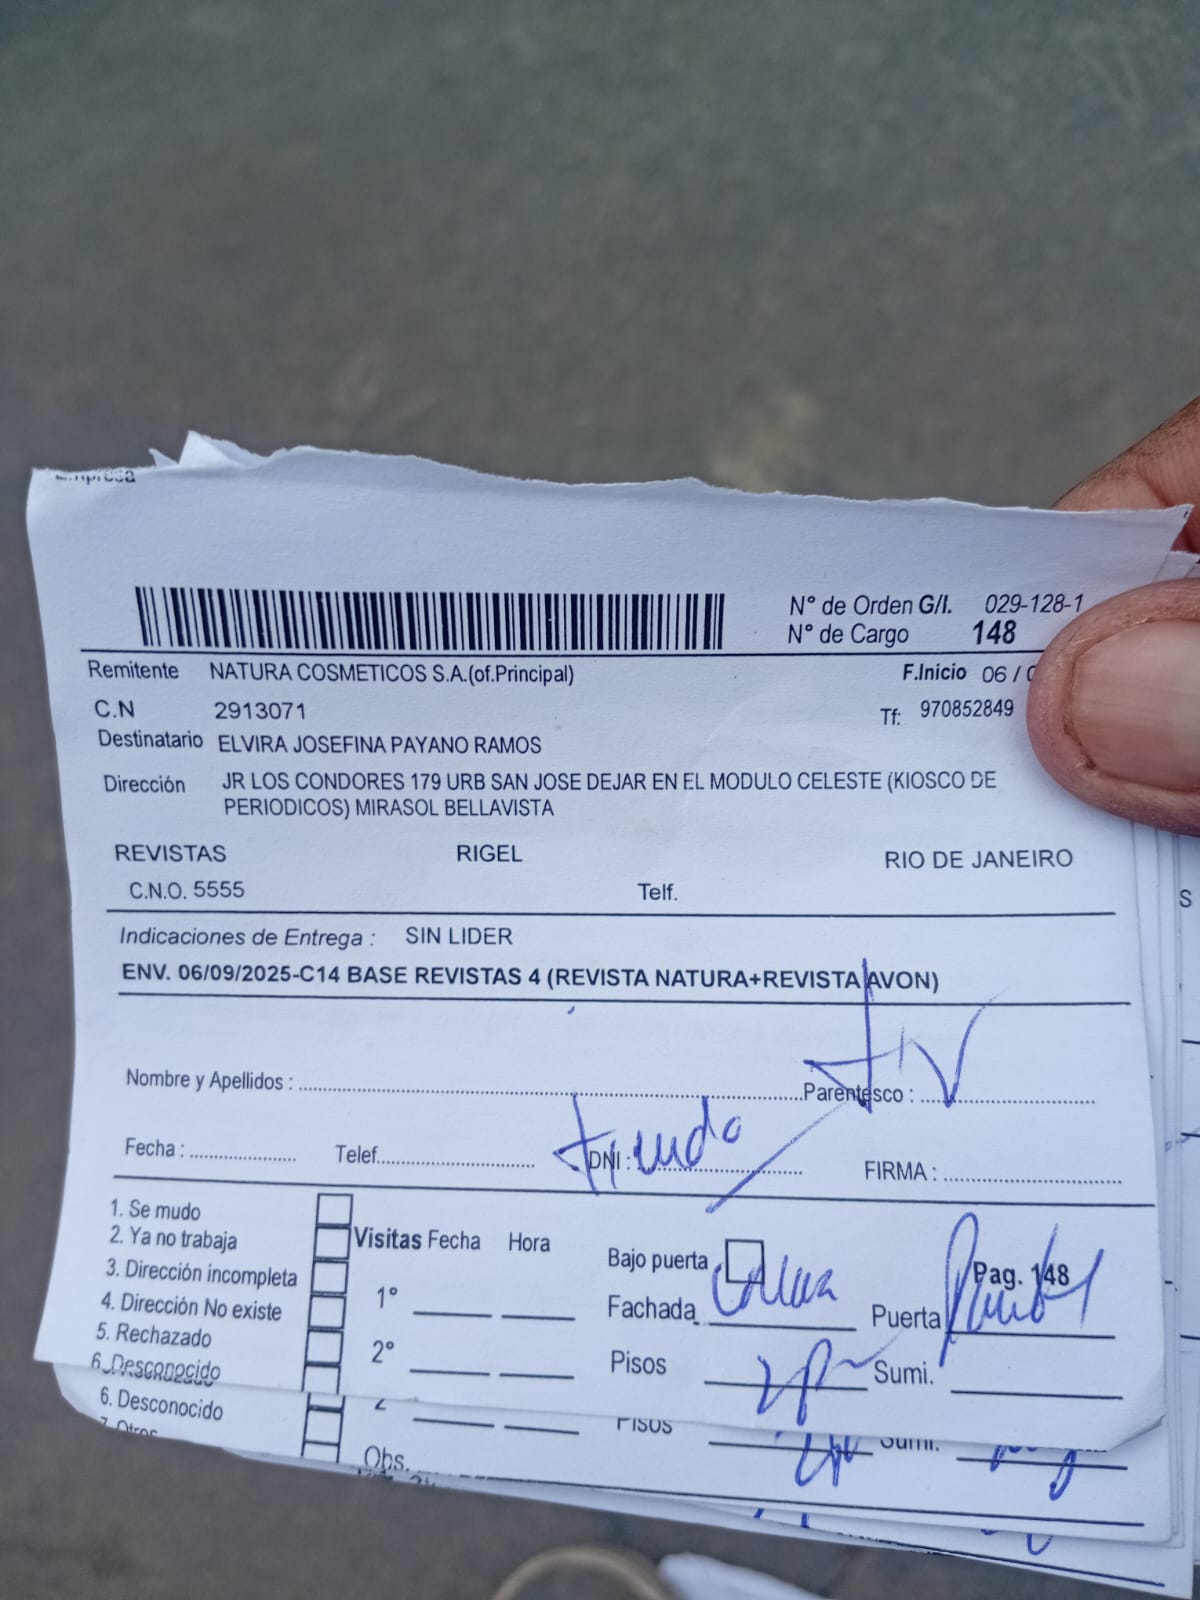 Empresa
N° de Orden G/I. 029-128-1
N° de Cargo 148
Remitente NATURA COSMETICOS S.A.(of.Principal)
F.Inicio 06 /
C.N 2913071
Tf: 970852849
Destinatario ELVIRA JOSEFINA PAYANO RAMOS
Dirección JR LOS CONDORES 179 URB SAN JOSE DEJAR EN EL MODULO CELESTE (KIOSCO DE
PERIODICOS) MIRASOL BELLAVISTA
REVISTAS RIGEL RIO DE JANEIRO
C.N.O. 5555 Telf.
Indicaciones de Entrega : SIN LIDER
ENV. 06/09/2025-C14 BASE REVISTAS 4 (REVISTA NATURA+REVISTA AVON)
Nombre y Apellidos : Parentesco :
Fecha : Telef. DNI : FIRMA :
1. Se mudo
2. Ya no trabaja
3. Dirección incompleta
4. Dirección No existe
5. Rechazado
6. Desconocido
Visitas Fecha Hora
1°
2°
Bajo puerta
Fachada
Puerta
Pag. 148
Pisos
Sumi.
6. Desconocido
7. Otros
2
Pisos
Sumi.
Obs.
S